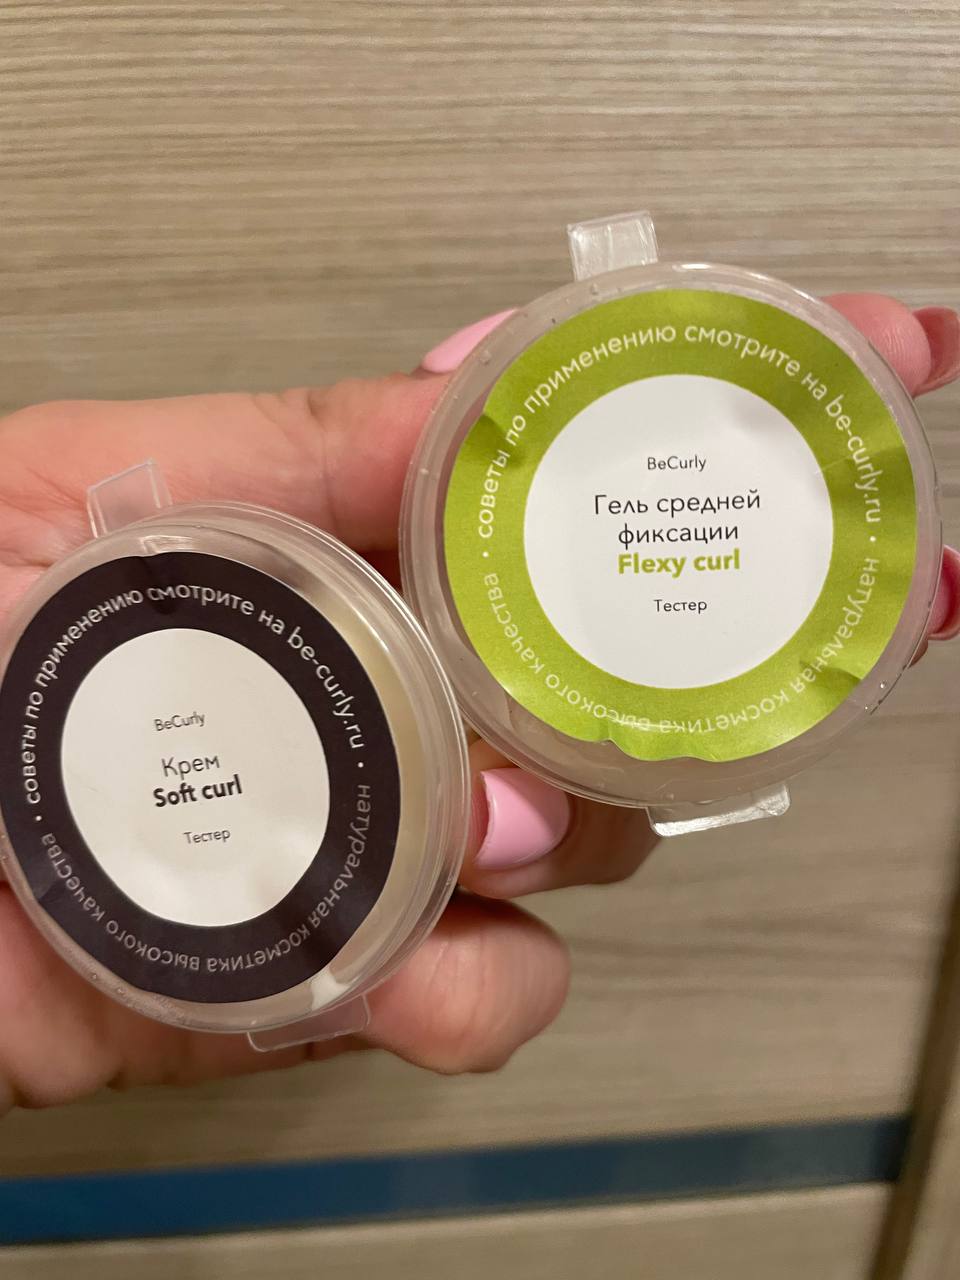 советы по применению смотрите на be-curly.ru • натуральная косметика высокого качества •
BeCurly
Крем
Soft curl
Тестер
советы по применению смотрите на be-curly.ru • натуральная косметика высокого качества •
BeCurly
Гель средней
фиксации
Flexy curl
Тестер